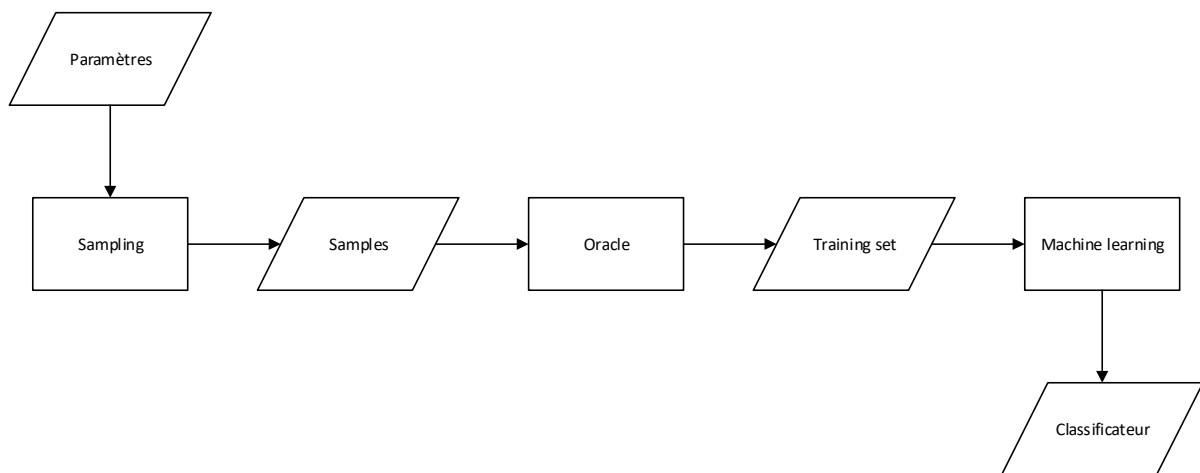 Paramètres
Sampling
Samples
Oracle
Training set
Machine learning
Classificateur